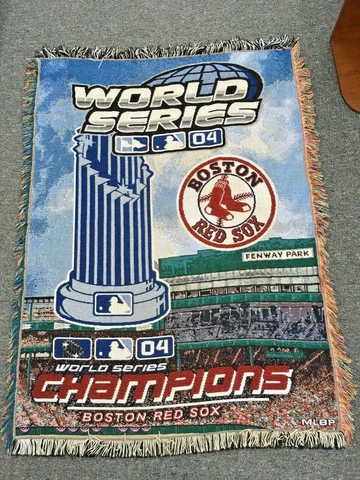 WORLD
SERIES
04
BOSTON
RED SOX
FENWAY PARK
04
WORLD SERIES
CHAMPIONS
BOSTON RED SOX
© MLBP